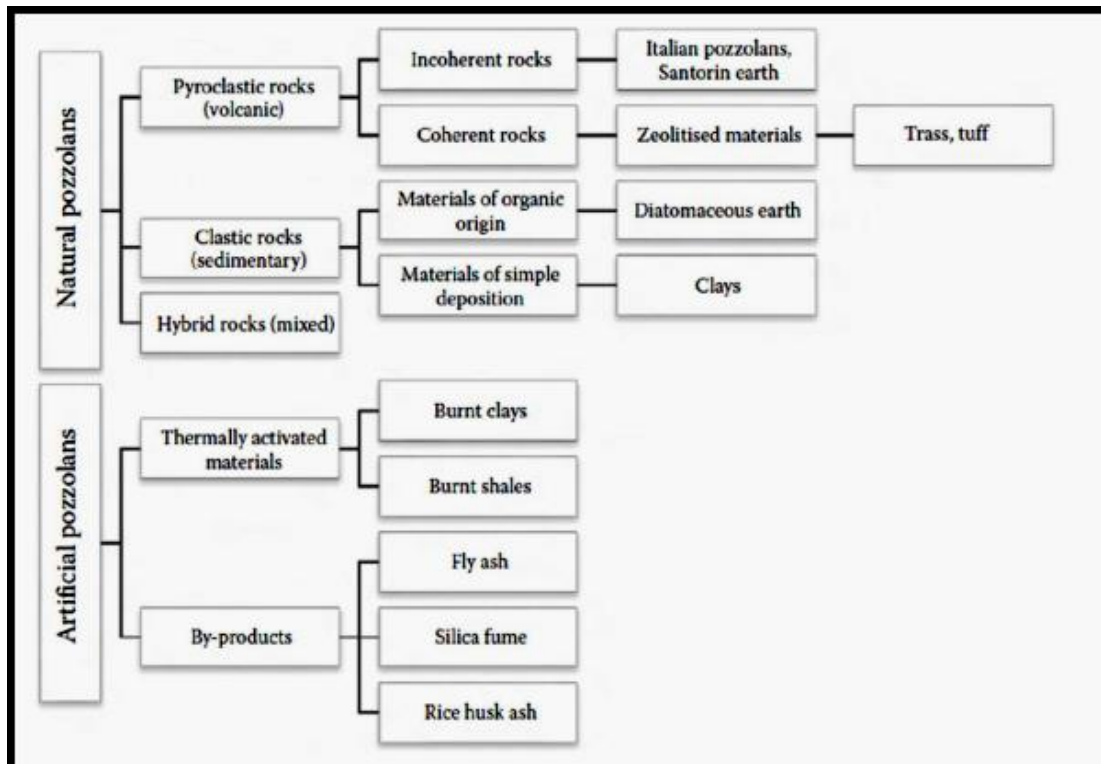 Natural pozzolans
Pyroclastic rocks
(volcanic)
Incoherent rocks
Italian pozzolans,
Santorin earth
Coherent rocks
Zeolitised materials
Trass, tuff
Clastic rocks
(sedimentary)
Materials of organic
origin
Diatomaceous earth
Materials of simple
deposition
Clays
Hybrid rocks (mixed)
Artificial pozzolans
Thermally activated
materials
Burnt clays
Burnt shales
By-products
Fly ash
Silica fume
Rice husk ash